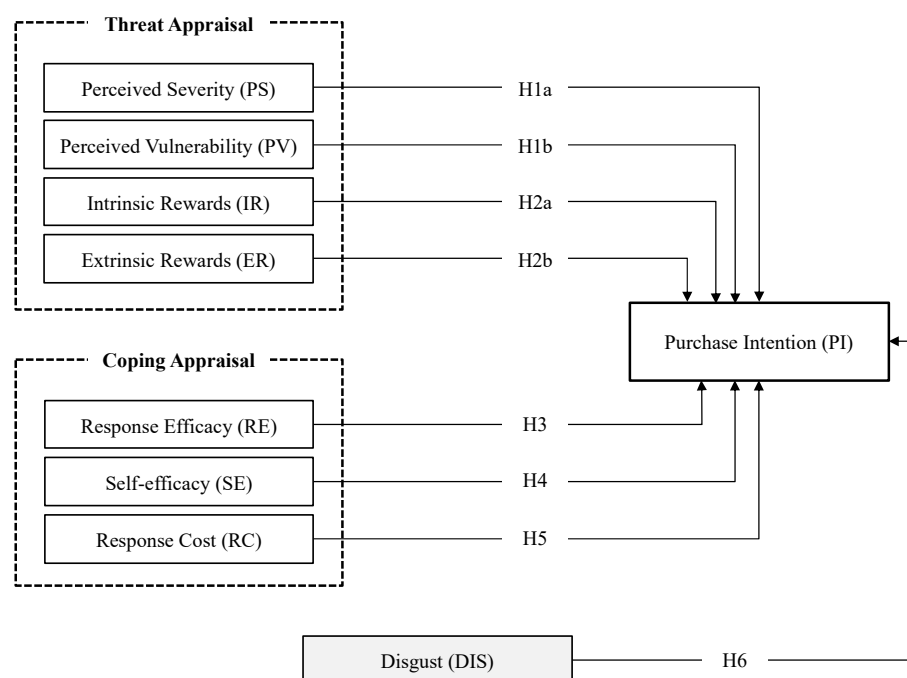 Threat Appraisal
Perceived Severity (PS)
H1a
Perceived Vulnerability (PV)
H1b
Intrinsic Rewards (IR)
H2a
Extrinsic Rewards (ER)
H2b
Purchase Intention (PI)
Coping Appraisal
Response Efficacy (RE)
H3
Self-efficacy (SE)
H4
Response Cost (RC)
H5
Disgust (DIS)
H6